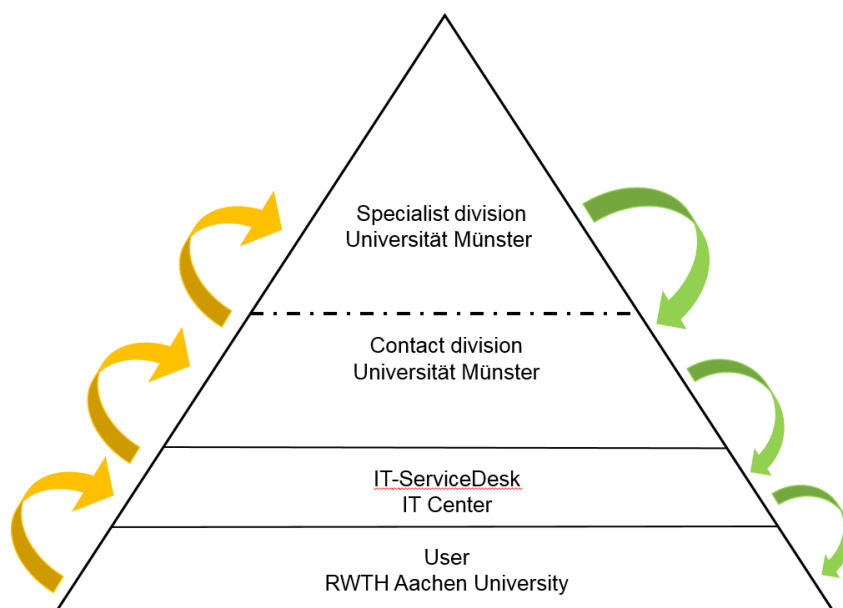 Specialist division
Universität Münster
Contact division
Universität Münster
IT-ServiceDesk
IT Center
User
RWTH Aachen University